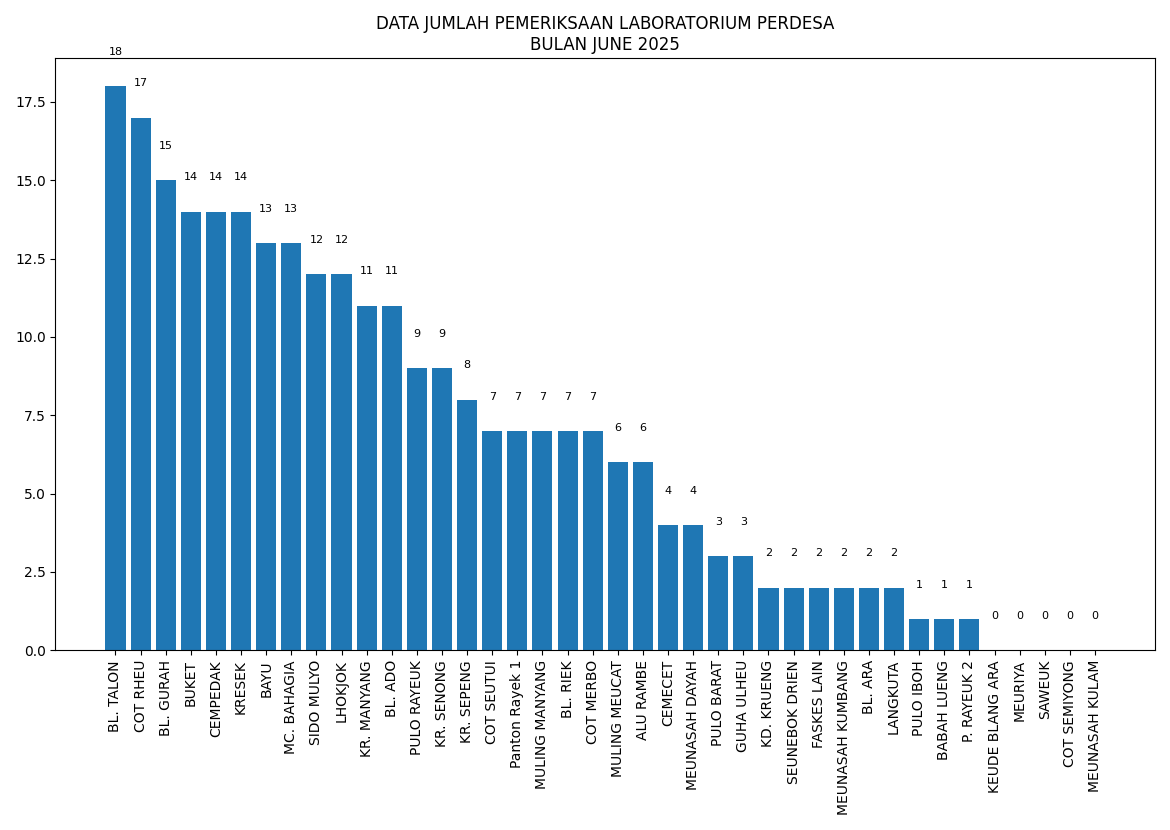 DATA JUMLAH PEMERIKSAAN LABORATORIUM PERDESA
BULAN JUNE 2025
18
17
15
14
14
14
13
13
12
12
11
11
9
9
8
7
7
7
7
7
6
6
4
4
3
3
2
2
2
2
2
2
1
1
1
0
0
0
0
0
17.5
15.0
12.5
10.0
7.5
5.0
2.5
0.0
BL. TALON
COT RHEU
BL. GURAH
BUKET
CEMPEDAK
KRESEK
BAYU
MC. BAHAGIA
SIDO MULYO
LHOKJOK
KR. MANYANG
BL. ADO
PULO RAYEUK
KR. SENONG
KR. SEPENG
COT SEUTUI
Panton Rayek 1
MULING MANYANG
BL. RIEK
COT MERBO
MULING MEUCAT
ALU RAMBE
CEMECET
MEUNASAH DAYAH
PULO BARAT
GUHA ULHEU
KD. KRUENG
SEUNEBOK DRIEN
FASKES LAIN
MEUNASAH KUMBANG
BL. ARA
LANGKUTA
PULO IBOH
BABAH LUENG
P. RAYEUK 2
KEUDE BLANG ARA
MEURIYA
SAWEUK
COT SEMIYONG
MEUNASAH KULAM